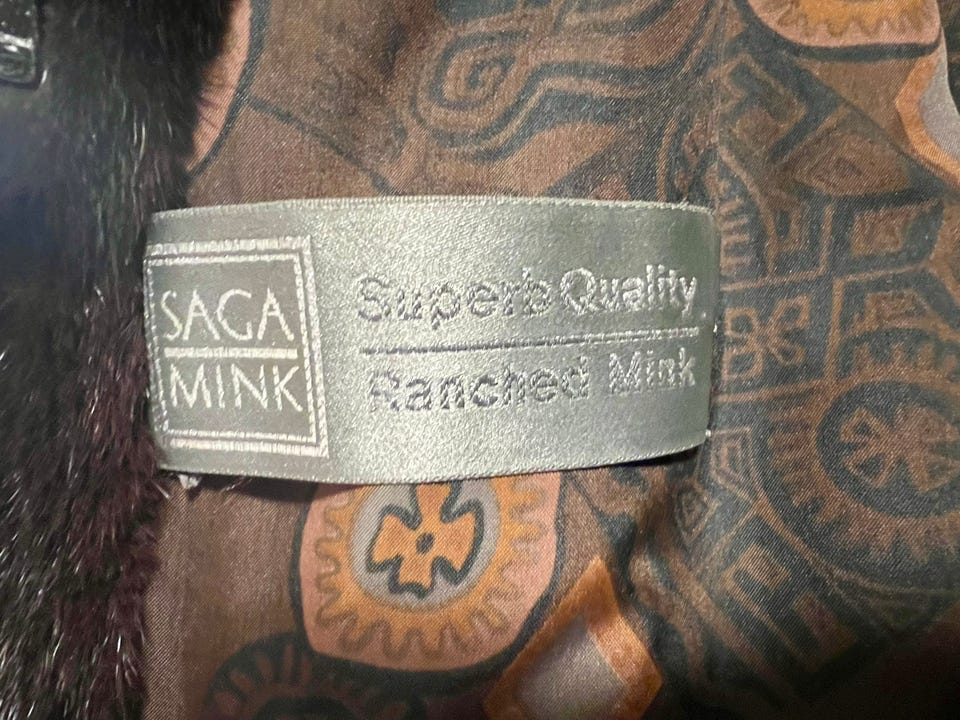 SAGA
MINK
Superb Quality
Ranched Mink